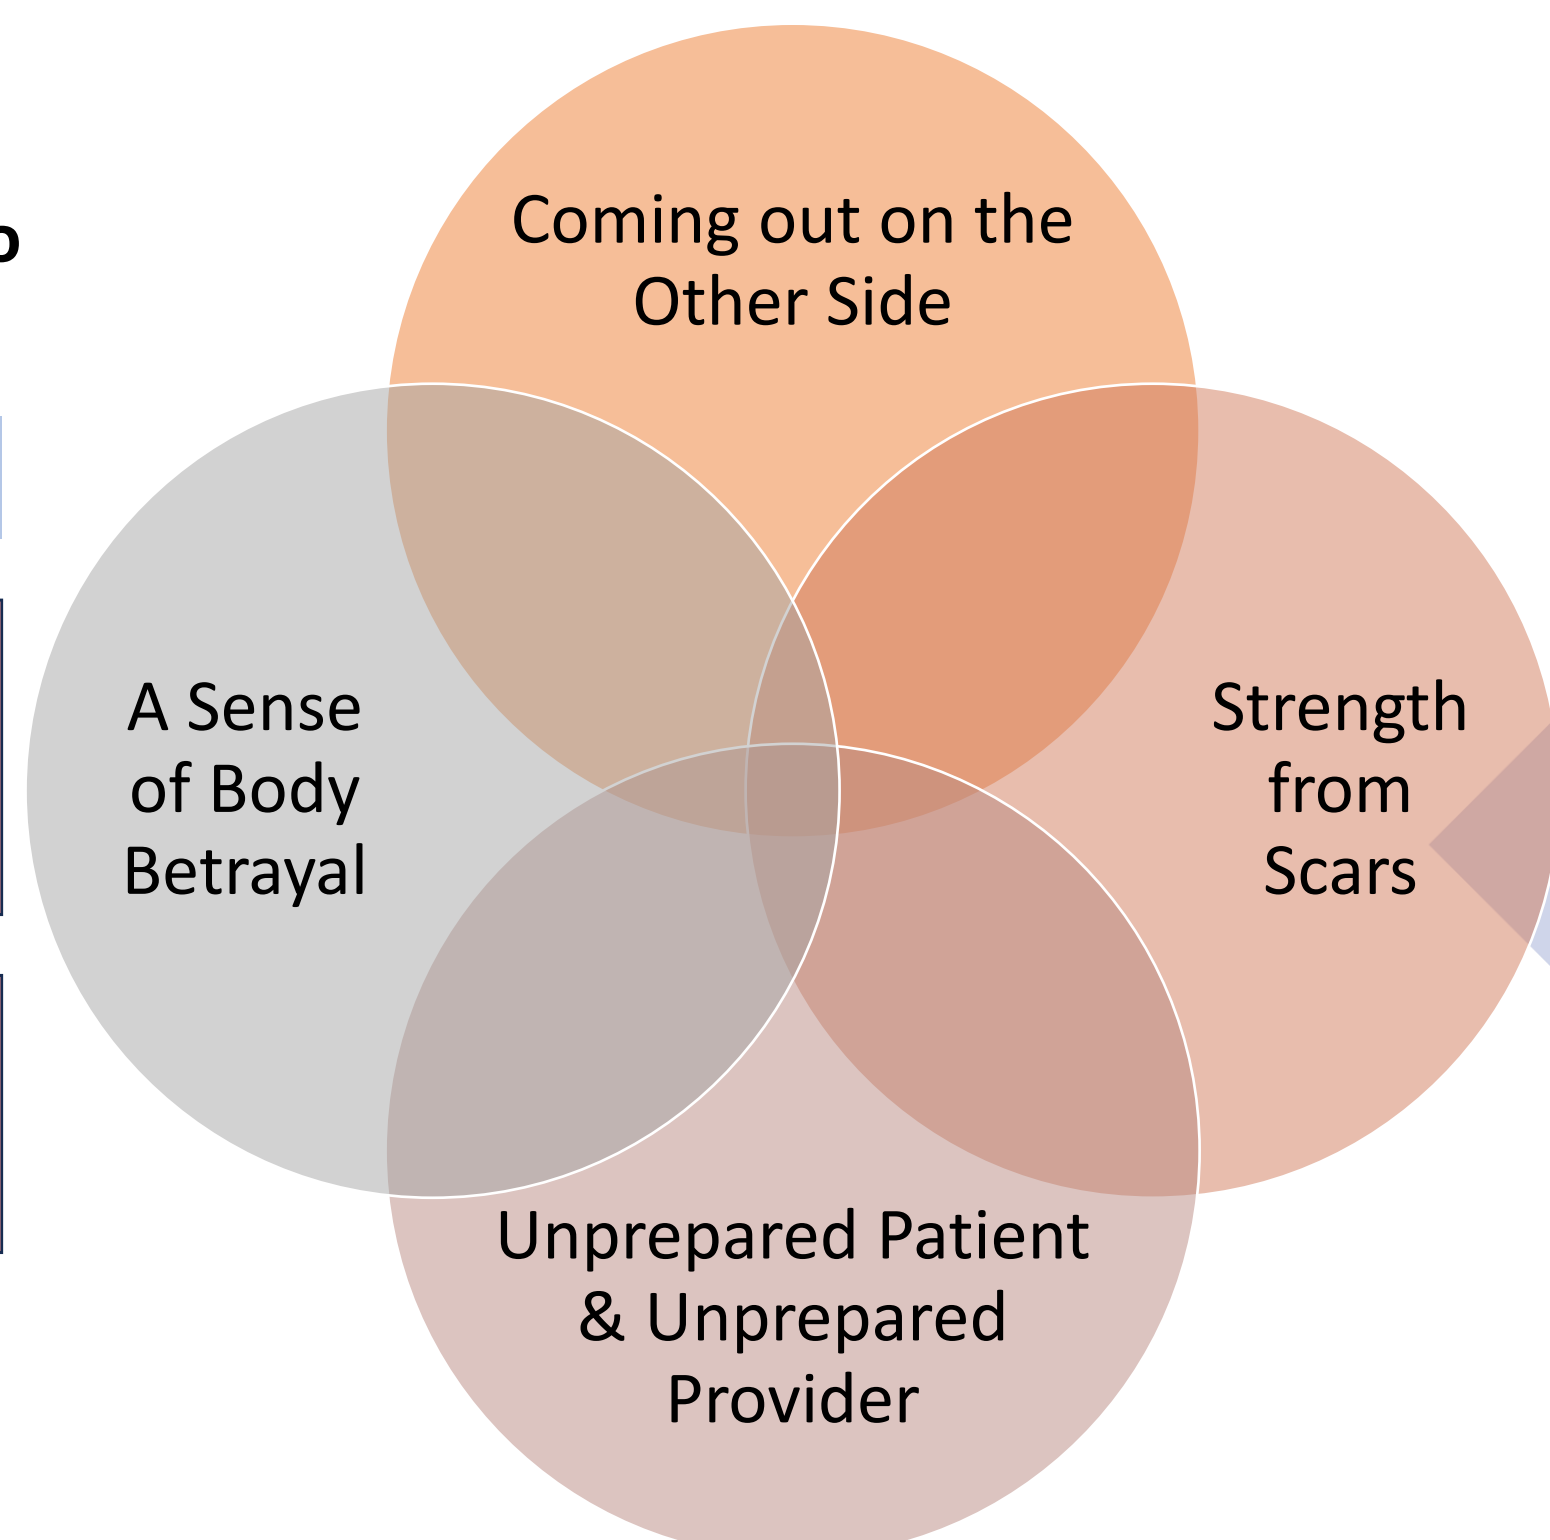 Coming out on the
Other Side
A Sense
of Body
Betrayal
Strength
from
Scars
Unprepared Patient
& Unprepared
Provider